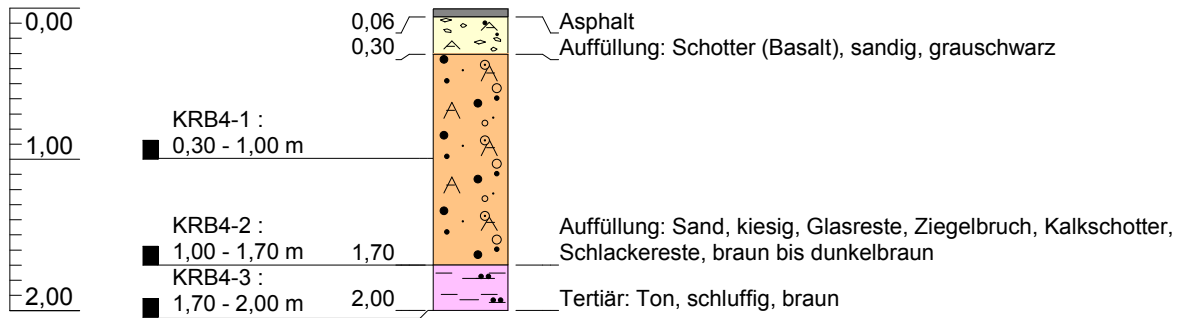 0,00
0,06
Asphalt
0,30
Auffüllung: Schotter (Basalt), sandig, grauschwarz
KRB4-1 :
1,00
0,30 - 1,00 m
KRB4-2 :
1,00 - 1,70 m
1,70
Auffüllung: Sand, kiesig, Glasreste, Ziegelbruch, Kalkschotter,
Schlackereste, braun bis dunkelbraun
KRB4-3 :
2,00
1,70 - 2,00 m
2,00
Tertiär: Ton, schluffig, braun